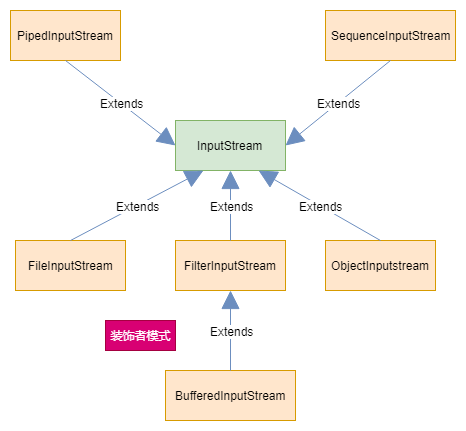 PipedInputStream
SequenceInputStream
Extends
Extends
InputStream
Extends
Extends
Extends
FileInputStream
FilterInputStream
ObjectInputstream
装饰者模式
Extends
BufferedInputStream